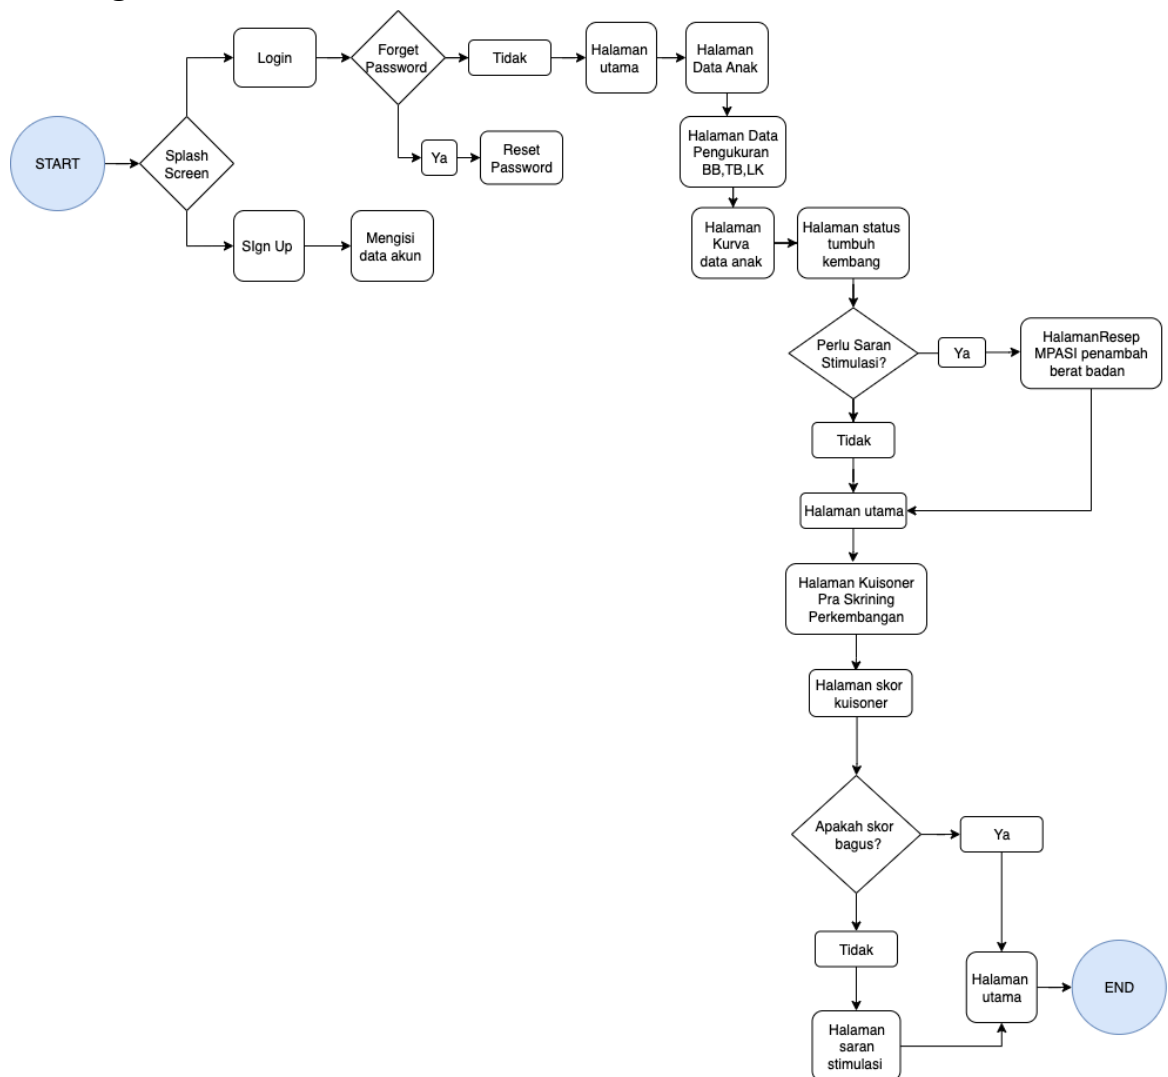 START
Splash
Screen
Login
Forget
Password
Tidak
Halaman
utama
Halaman
Data Anak
Ya
Reset
Password
SIgn Up
Mengisi
data akun
Halaman Data
Pengukuran
BB,TB,LK
Halaman
Kurva
data anak
Halaman status
tumbuh
kembang
Perlu Saran
Stimulasi?
Ya
HalamanResep
MPASI penambah
berat badan
Tidak
Halaman utama
Halaman Kuisoner
Pra Skrining
Perkembangan
Halaman skor
kuisoner
Apakah skor
bagus?
Ya
Tidak
Halaman
saran
stimulasi
Halaman
utama
END